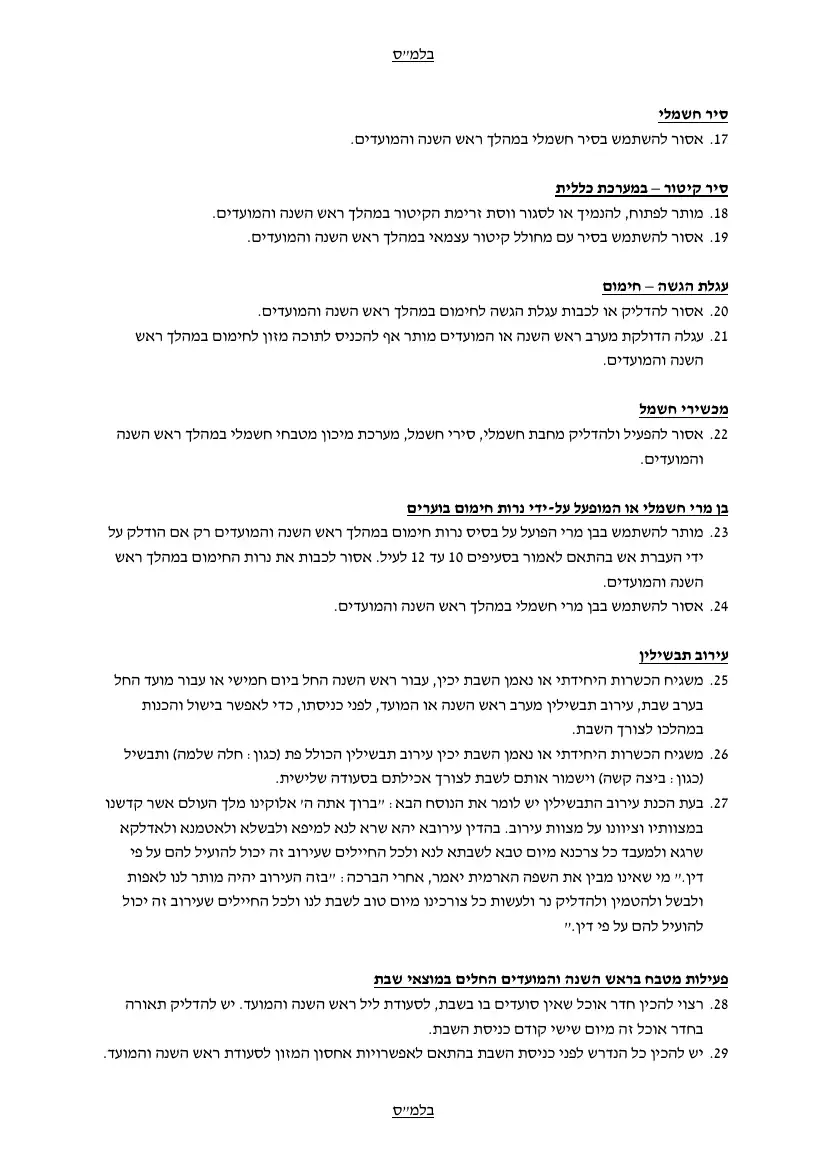 בלמ״ס
סיר חשמלי
17. אסור להשתמש בסיר חשמלי במהלך ראש השנה והמועדים.
סיר קיטור – במערכת כללית
18. מותר לפתוח, להנמיך או לסגור ווסת זרימת הקיטור במהלך ראש השנה והמועדים.
19. אסור להשתמש בסיר עם מחולל קיטור עצמאי במהלך ראש השנה והמועדים.
עגלת הגשה – חימום
20. אסור להדליק או לכבות עגלת הגשה לחימום במהלך ראש השנה והמועדים.
21. עגלה הדולקת מערב ראש השנה או המועדים מותר אף להכניס לתוכה מזון לחימום במהלך ראש
השנה והמועדים.
מכשירי חשמל
22. אסור להפעיל ולהדליק מחבת חשמלי, סירי חשמל, מערכת מיכון מטבחי חשמלי במהלך ראש השנה
והמועדים.
בן מרי חשמלי או המופעל על-ידי נרות חימום בוערים
23. מותר להשתמש בבן מרי הפועל על בסיס נרות חימום במהלך ראש השנה והמועדים רק אם הודלק על
ידי העברת אש בהתאם לאמור בסעיפים 10 עד 12 לעיל. אסור לכבות את נרות החימום במהלך ראש
השנה והמועדים.
24. אסור להשתמש בבן מרי חשמלי במהלך ראש השנה והמועדים.
עירוב תבשילין
25. משגיח הכשרות היחידתי או נאמן השבת יכין, עבור ראש השנה החל ביום חמישי או עבור מועד החל
בערב שבת, עירוב תבשילין מערב ראש השנה או המועד, לפני כניסתו, כדי לאפשר בישול והכנות
במהלכו לצורך השבת.
26. משגיח הכשרות היחידתי או נאמן השבת יכין עירוב תבשילין הכולל פת (כגון: חלה שלמה) ותבשיל
(כגון: ביצה קשה) וישמור אותם לשבת לצורך אכילתם בסעודה שלישית.
27. בעת הכנת עירוב התבשילין יש לומר את הנוסח הבא: ״ברוך אתה ה׳ אלוקינו מלך העולם אשר קדשנו
במצוותיו וציוונו על מצוות עירוב. בהדין עירובא יהא שרא לנא למיפא ולבשלא ולאטמנא ולאדלקא
שרגא ולמעבד כל צרכנא מיום טבא לשבתא לנא ולכל החיילים שעירוב זה יכול להועיל להם על פי
דין.״ מי שאינו מבין את השפה הארמית יאמר, אחרי הברכה: ״בזה העירוב יהיה מותר לנו לאפות
ולבשל ולהטמין ולהדליק נר ולעשות כל צורכינו מיום טוב לשבת לנו ולכל החיילים שעירוב זה יכול
להועיל להם על פי דין.״
פעילות מטבח בראש השנה והמועדים החלים במוצאי שבת
28. רצוי להכין חדר אוכל שאין סועדים בו בשבת, לסעודת ליל ראש השנה והמועד. יש להדליק תאורה
בחדר אוכל זה מיום שישי קודם כניסת השבת.
29. יש להכין כל הנדרש לפני כניסת השבת בהתאם לאפשרויות אחסון המזון לסעודת ראש השנה והמועד.
בלמ״ס